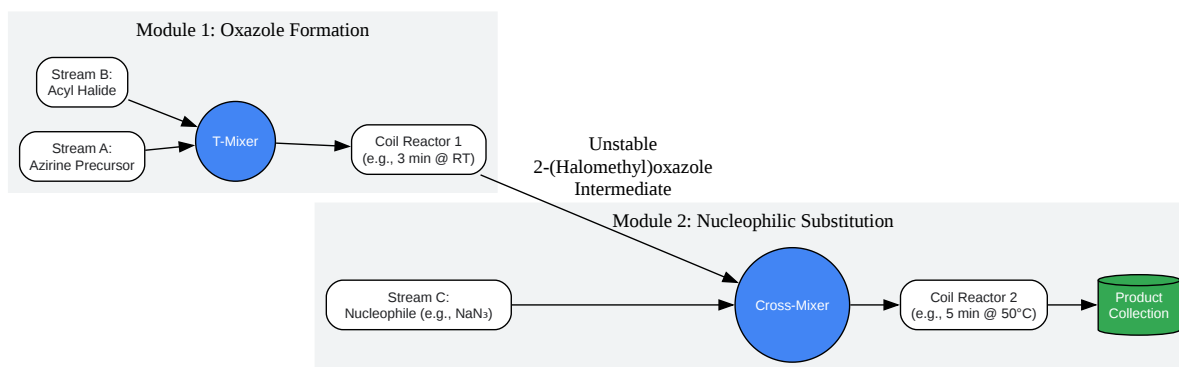 Module 1: Oxazole Formation
Stream B:
Acyl Halide
T-Mixer
Stream A:
Azirine Precursor
Coil Reactor 1
(e.g., 3 min @ RT)
Unstable
2-(Halomethyl)oxazole
Intermediate
Module 2: Nucleophilic Substitution
Stream C:
Nucleophile (e.g., NaN₃)
Cross-Mixer
Coil Reactor 2
(e.g., 5 min @ 50°C)
Product
Collection